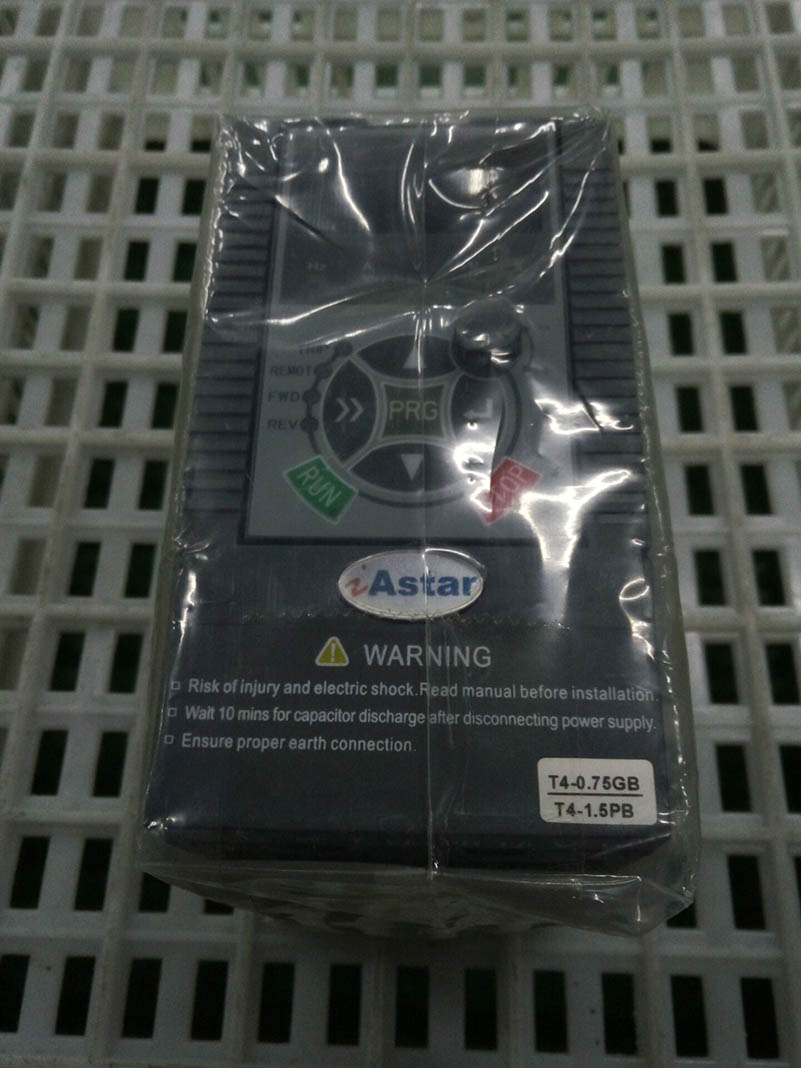 Hz
A
REMOT
FWD
REV
PRG
RUN
iAstar
WARNING
Risk of injury and electric shock.Read manual before installation.
Wait 10 mins for capacitor discharge after disconnecting power supply.
Ensure proper earth connection.
T4-0.75GB
T4-1.5PB